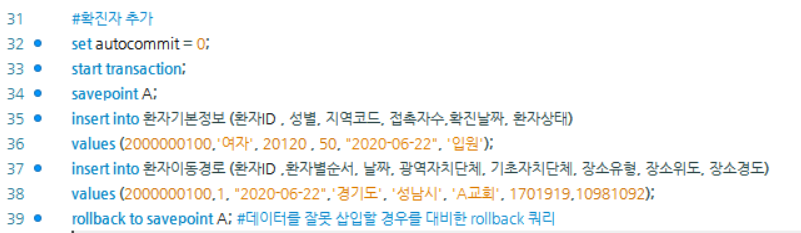 31 #확진자 추가
32 set autocommit = 0;
33 start transaction;
34 savepoint A;
35 insert into 환자기본정보 (환자ID , 성별, 지역코드, 접촉자수,확진날짜, 환자상태)
36 values (2000000100,'여자', 20120 , 50, "2020-06-22", '입원');
37 insert into 환자이동경로 (환자ID ,환자별순서, 날짜, 광역자치단체, 기초자치단체, 장소유형, 장소위도, 장소경도)
38 values (2000000100,1, "2020-06-22",'경기도', '성남시', 'A교회', 1701919,10981092);
39 rollback to savepoint A; #데이터를 잘못 삽입할 경우를 대비한 rollback 쿼리